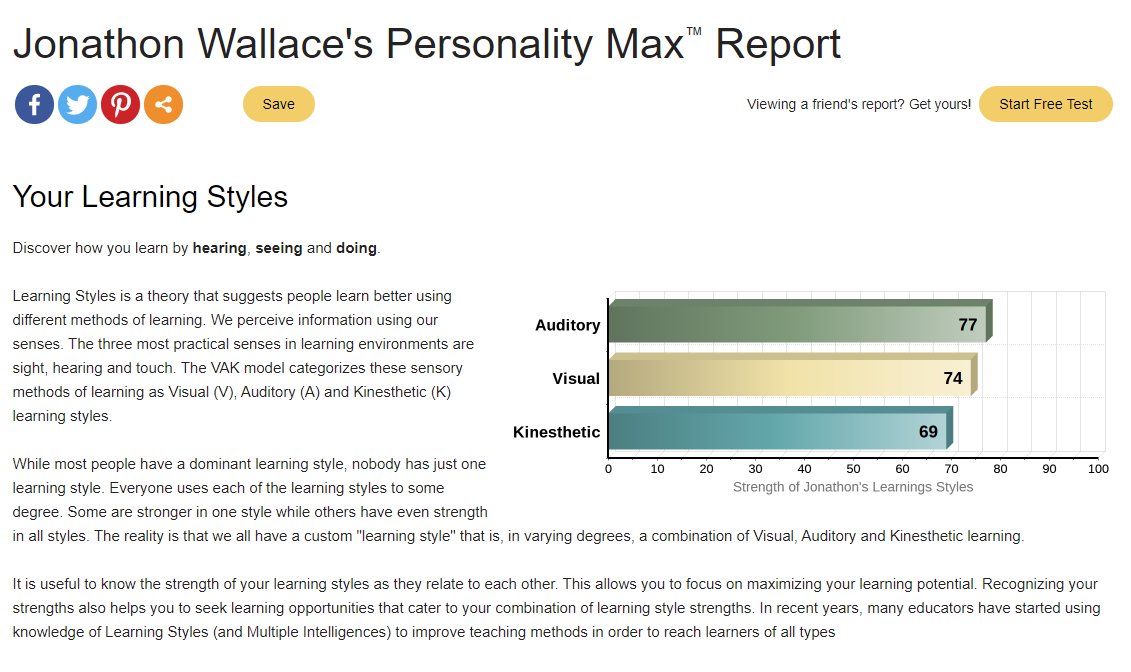 Jonathon Wallace's Personality Max™ Report
Save
Viewing a friend's report? Get yours!
Start Free Test
Your Learning Styles
Discover how you learn by hearing, seeing and doing.
Learning Styles is a theory that suggests people learn better using
different methods of learning. We perceive information using our
senses. The three most practical senses in learning environments are
sight, hearing and touch. The VAK model categorizes these sensory
methods of learning as Visual (V), Auditory (A) and Kinesthetic (K)
learning styles.
Auditory 77
Visual 74
Kinesthetic 69
0 10 20 30 40 50 60 70 80 90 100
Strength of Jonathon's Learnings Styles
While most people have a dominant learning style, nobody has just one
learning style. Everyone uses each of the learning styles to some
degree. Some are stronger in one style while others have even strength
in all styles. The reality is that we all have a custom "learning style" that is, in varying degrees, a combination of Visual, Auditory and Kinesthetic learning.
It is useful to know the strength of your learning styles as they relate to each other. This allows you to focus on maximizing your learning potential. Recognizing your
strengths also helps you to seek learning opportunities that cater to your combination of learning style strengths. In recent years, many educators have started using
knowledge of Learning Styles (and Multiple Intelligences) to improve teaching methods in order to reach learners of all types